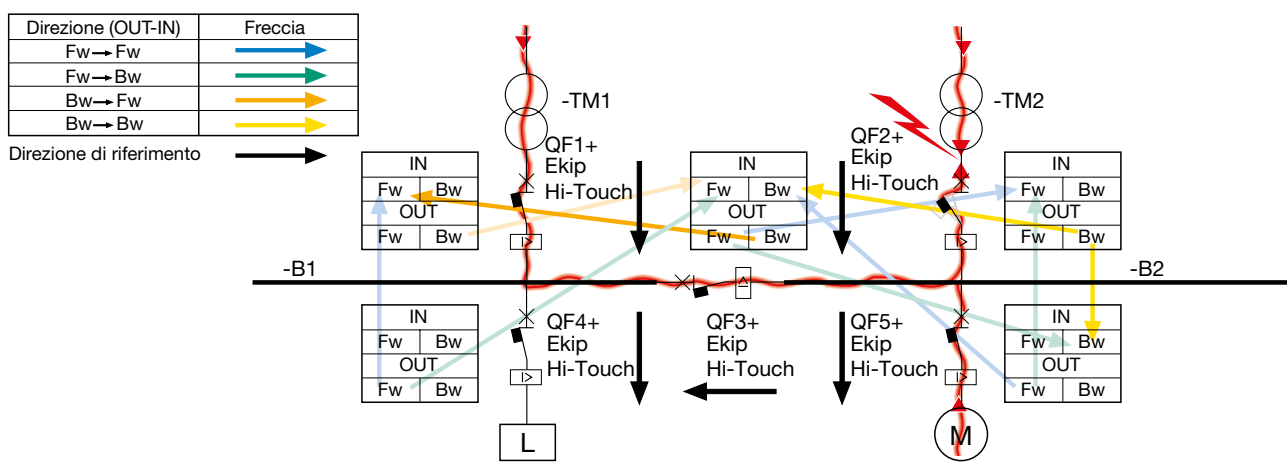 Direzione (OUT-IN) Freccia
Fw→Fw
Fw→Bw
Bw→Fw
Bw→Bw
Direzione di riferimento
-TM1
-TM2
QF1+
Ekip
Hi-Touch
QF2+
Ekip
Hi-Touch
IN
Fw Bw
OUT
Fw Bw
IN
Fw Bw
OUT
Fw Bw
IN
Fw Bw
OUT
Fw Bw
-B1
-B2
IN
Fw Bw
OUT
Fw Bw
QF4+
Ekip
Hi-Touch
QF3+
Ekip
Hi-Touch
QF5+
Ekip
Hi-Touch
IN
Fw Bw
OUT
Fw Bw
L
M